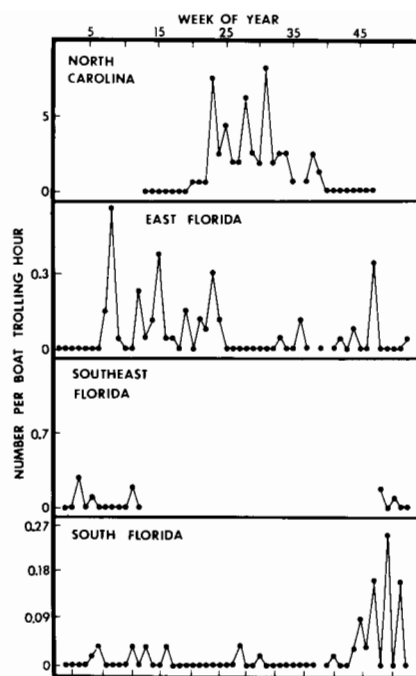 WEEK OF YEAR
5 15 25 35 45
NORTH
CAROLINA
5
0
EAST FLORIDA
0.3
0
SOUTHEAST
FLORIDA
0.7
0
SOUTH FLORIDA
0.27
0.18
0.09
0
NUMBER PER BOAT TROLLING HOUR